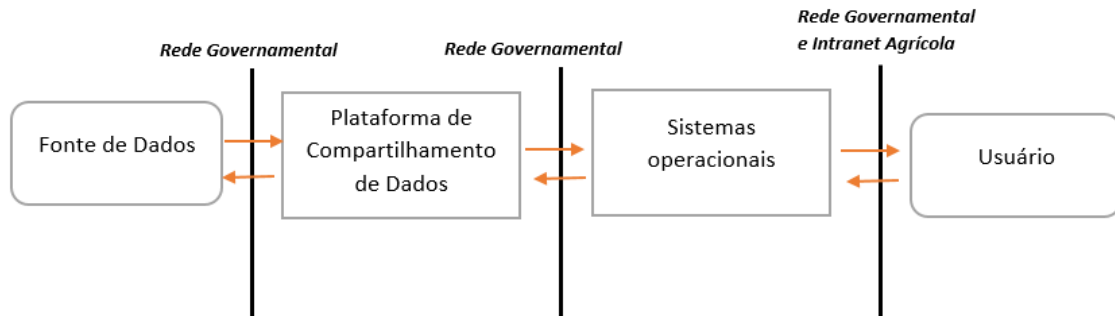 Rede Governamental
Rede Governamental
Rede Governamental
e Intranet Agrícola
Fonte de Dados
Plataforma de
Compartilhamento
de Dados
Sistemas
operacionais
Usuário